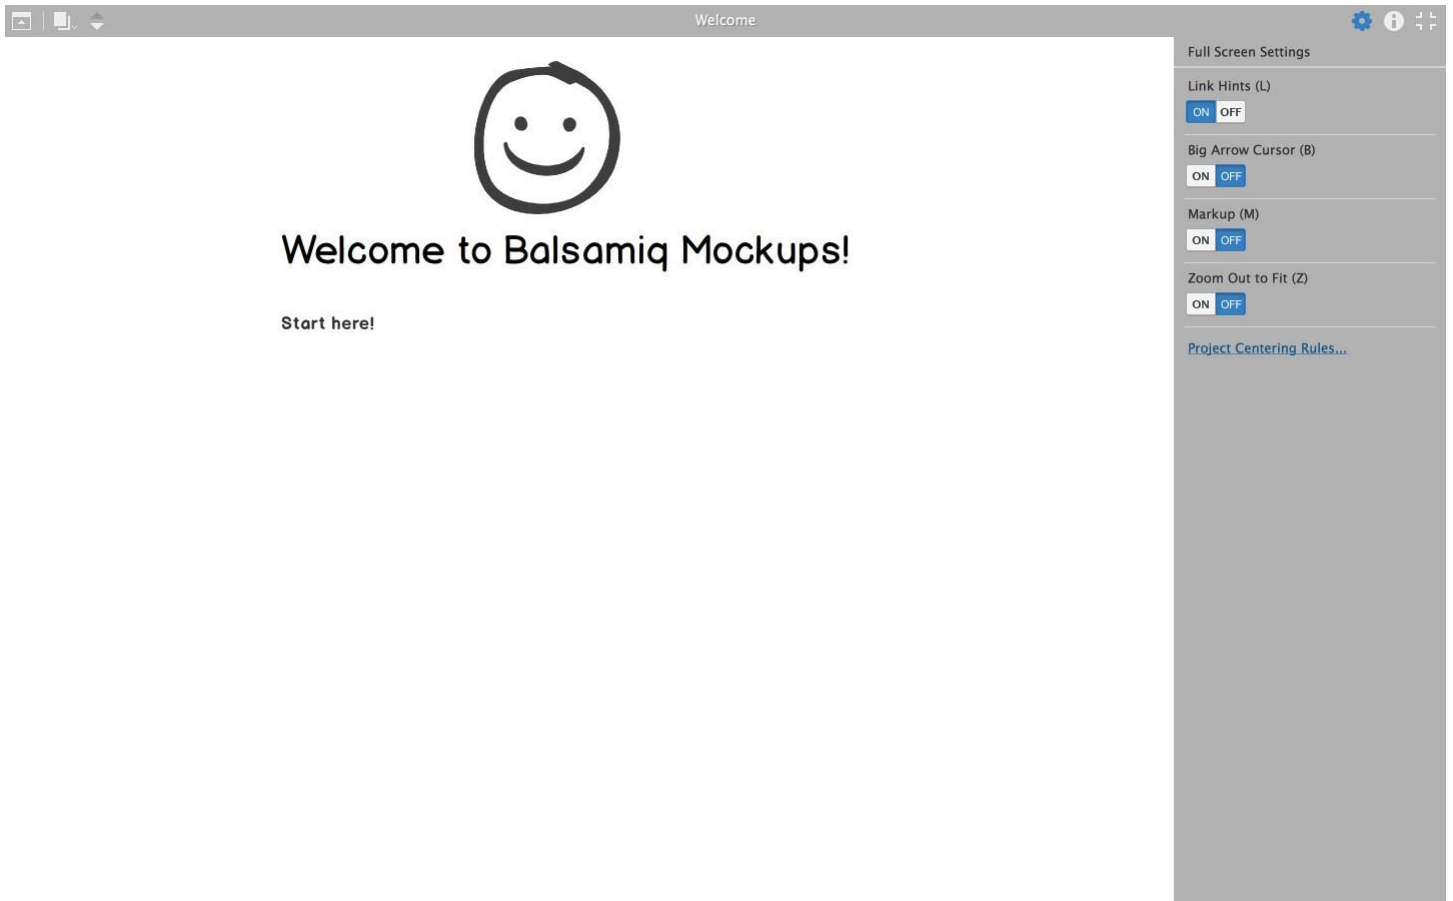 Welcome
Full Screen Settings
Link Hints (L)
ON OFF
Big Arrow Cursor (B)
ON OFF
Markup (M)
ON OFF
Zoom Out to Fit (Z)
ON OFF
Project Centering Rules...
Welcome to Balsamiq Mockups!
Start here!